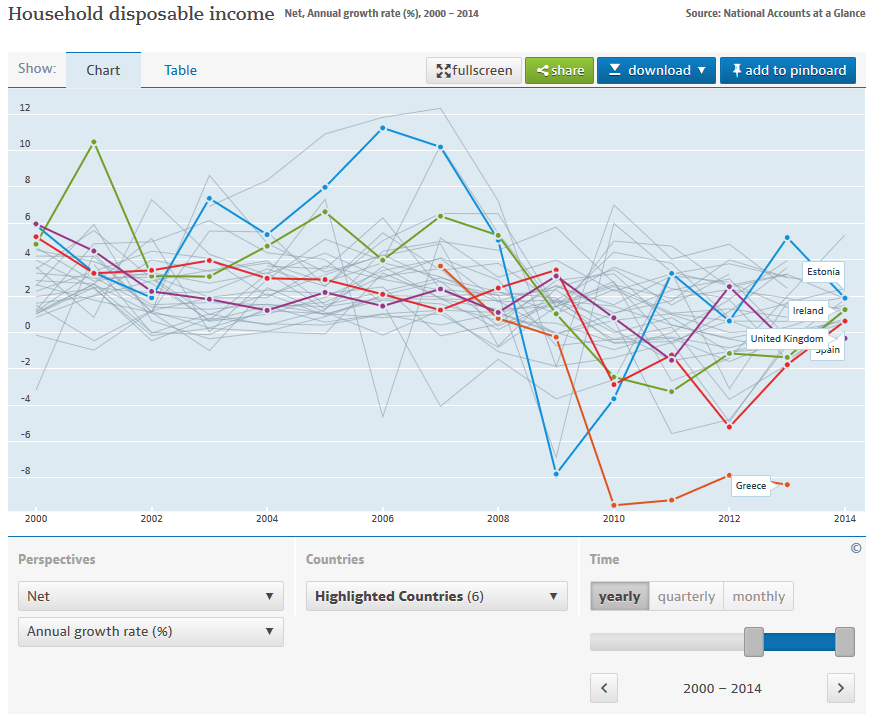 Household disposable income Net, Annual growth rate (%), 2000 – 2014 Source: National Accounts at a Glance
Show: Chart Table fullscreen share download ▼ add to pinboard
12
10
8
6
4
Estonia
2
Ireland
0
United Kingdom
Spain
-2
-4
-6
-8
Greece
2000 2002 2004 2006 2008 2010 2012 2014
©
Perspectives Countries Time
Net ▼ Highlighted Countries (6) ▼ yearly quarterly monthly
Annual growth rate (%) ▼
< 2000 – 2014 >